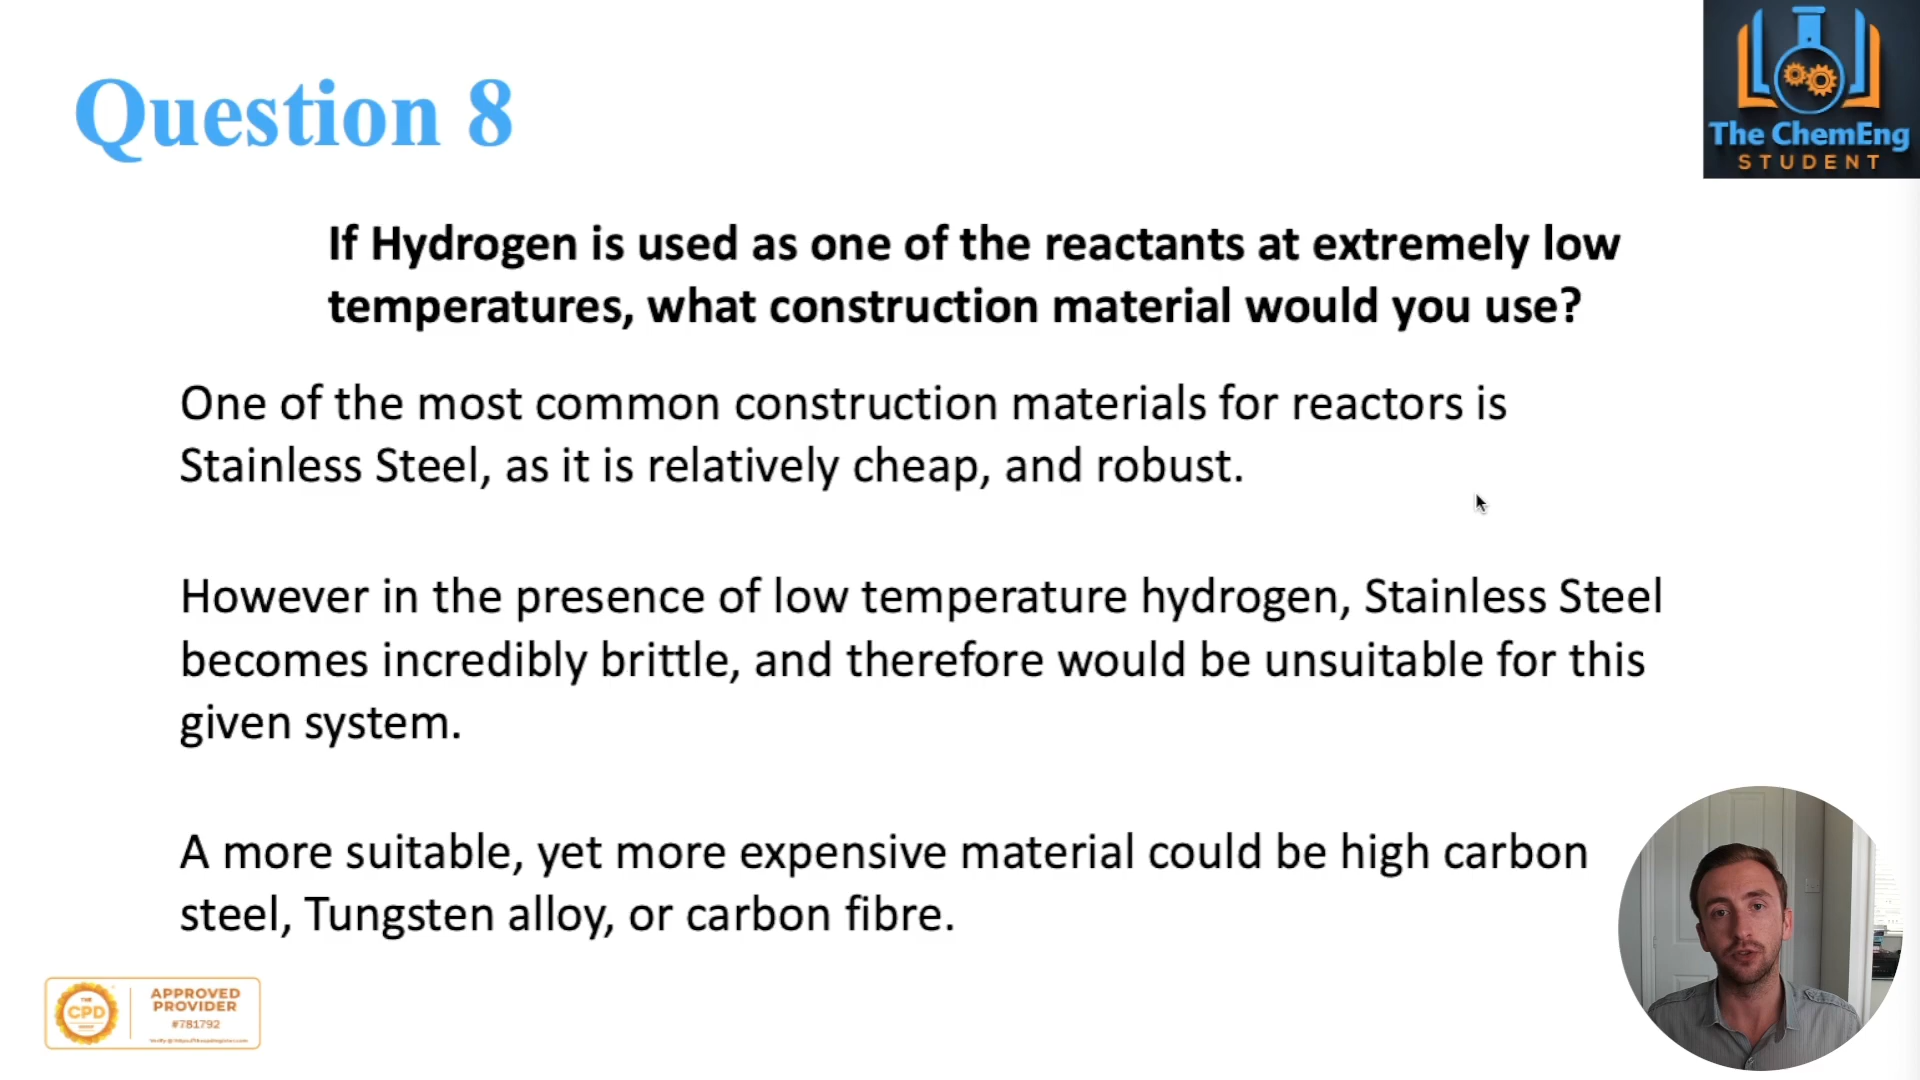 Question 8
The ChemEng
STUDENT
If Hydrogen is used as one of the reactants at extremely low
temperatures, what construction material would you use?
One of the most common construction materials for reactors is
Stainless Steel, as it is relatively cheap, and robust.
However in the presence of low temperature hydrogen, Stainless Steel
becomes incredibly brittle, and therefore would be unsuitable for this
given system.
A more suitable, yet more expensive material could be high carbon
steel, Tungsten alloy, or carbon fibre.
THE
CPD
APPROVED
PROVIDER
#781792